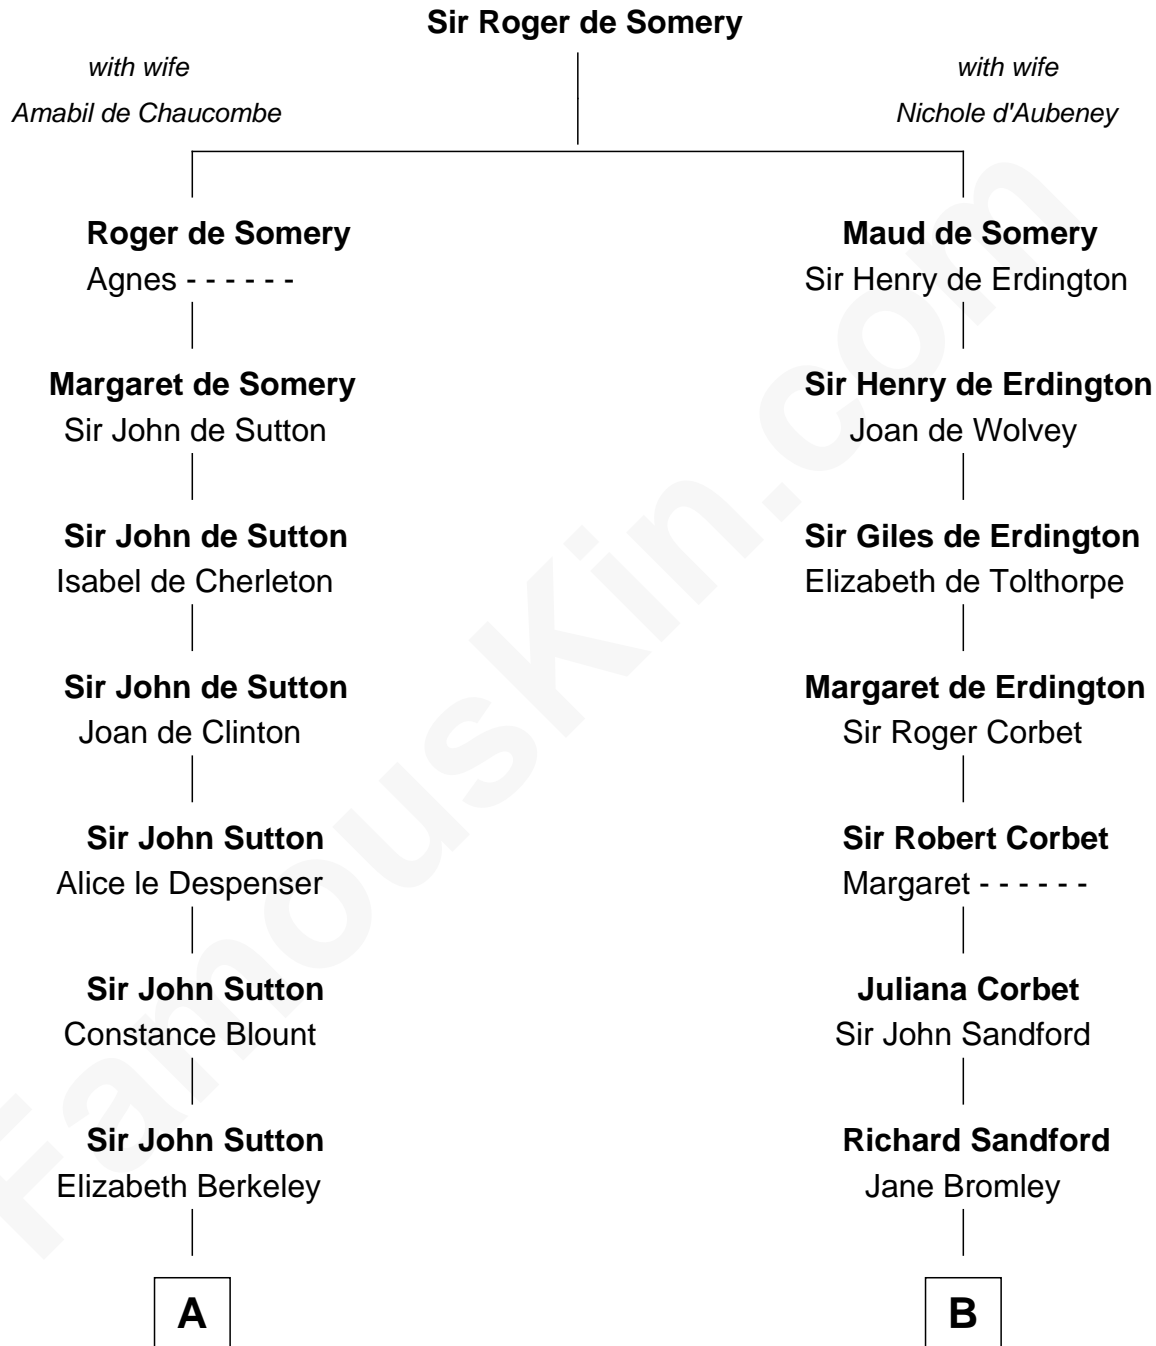 Sir Roger de Somery
with wife
Amabil de Chaucombe
with wife
Nichole d'Aubeney
Roger de Somery
Agnes - - - - - -
Maud de Somery
Sir Henry de Erdington
Margaret de Somery
Sir John de Sutton
Sir Henry de Erdington
Joan de Wolvey
Sir John de Sutton
Isabel de Cherleton
Sir Giles de Erdington
Elizabeth de Tolthorpe
Sir John de Sutton
Joan de Clinton
Margaret de Erdington
Sir Roger Corbet
Sir John Sutton
Alice le Despenser
Sir Robert Corbet
Margaret - - - - - -
Sir John Sutton
Constance Blount
Juliana Corbet
Sir John Sandford
Sir John Sutton
Elizabeth Berkeley
Richard Sandford
Jane Bromley
A
B
FamousKin.com